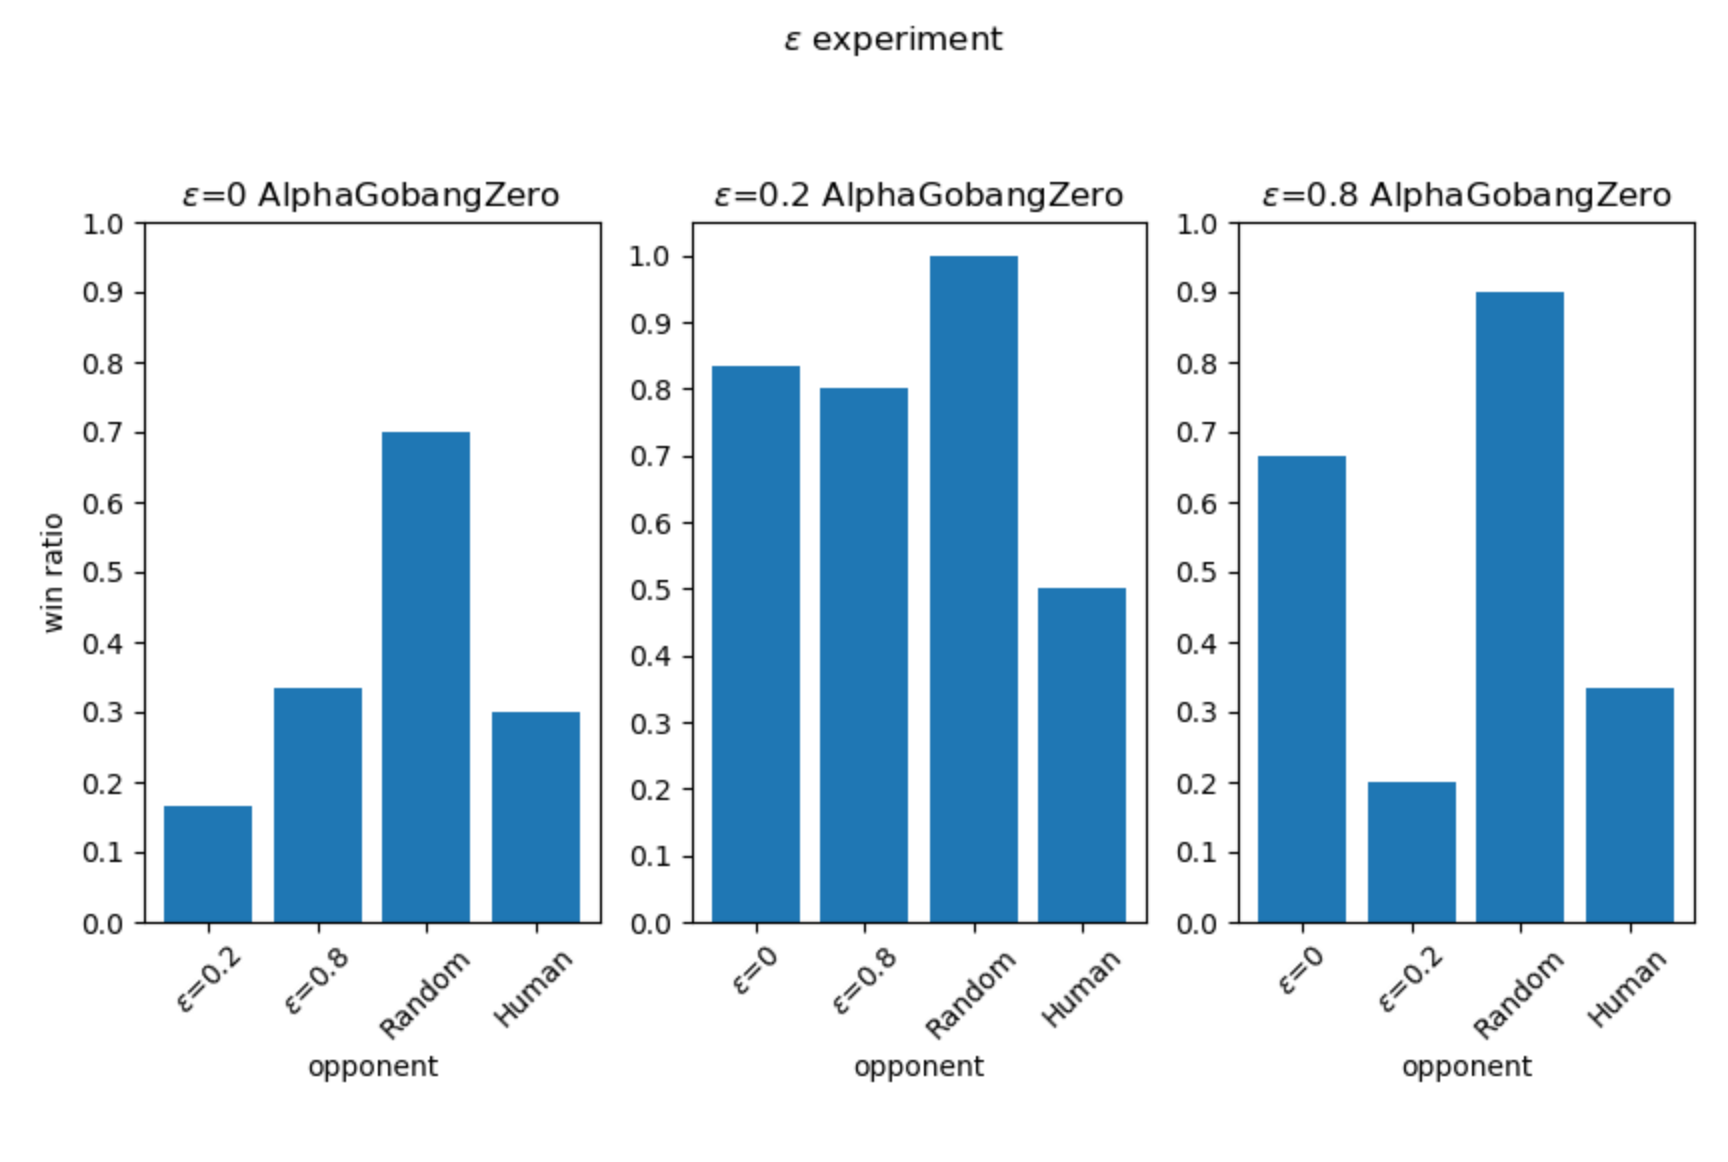 ε experiment
ε=0 AlphaGobangZero
1.0
0.9
0.8
0.7
0.6
0.5
0.4
0.3
0.2
0.1
0.0
win ratio
ε=0.2
ε=0.8
Random
Human
opponent
ε=0.2 AlphaGobangZero
1.0
0.9
0.8
0.7
0.6
0.5
0.4
0.3
0.2
0.1
0.0
ε=0
ε=0.8
Random
Human
opponent
ε=0.8 AlphaGobangZero
1.0
0.9
0.8
0.7
0.6
0.5
0.4
0.3
0.2
0.1
0.0
ε=0
ε=0.2
Random
Human
opponent